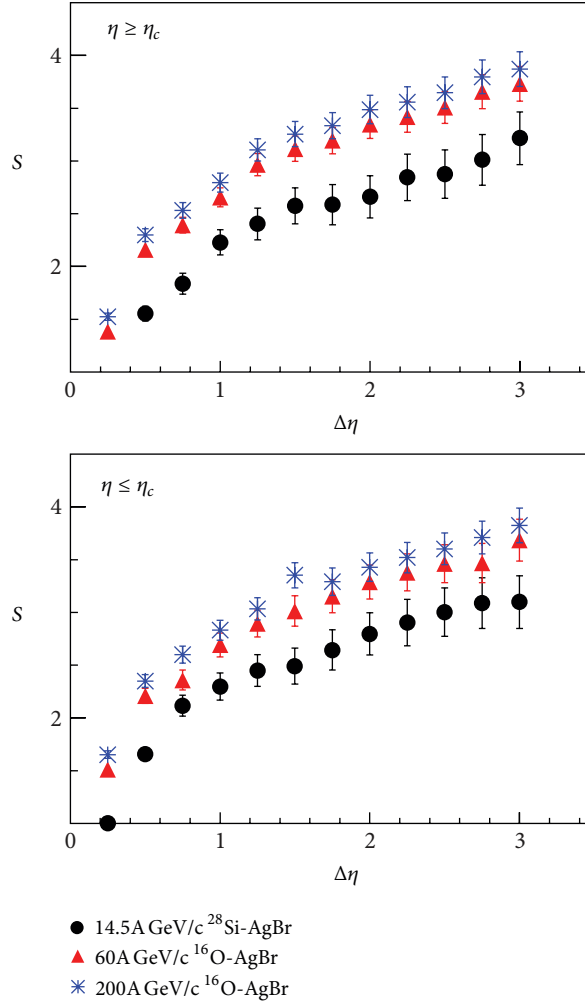 η ≥ ηc
4
S
2
0 1 2 3
Δη
η ≤ ηc
4
S
2
0 1 2 3
Δη
14.5A GeV/c ²⁸Si-AgBr
60A GeV/c ¹⁶O-AgBr
200A GeV/c ¹⁶O-AgBr